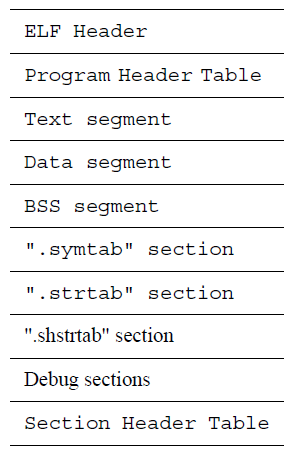 ELF Header
Program Header Table
Text segment
Data segment
BSS segment
".symtab" section
".strtab" section
".shstrtab" section
Debug sections
Section Header Table